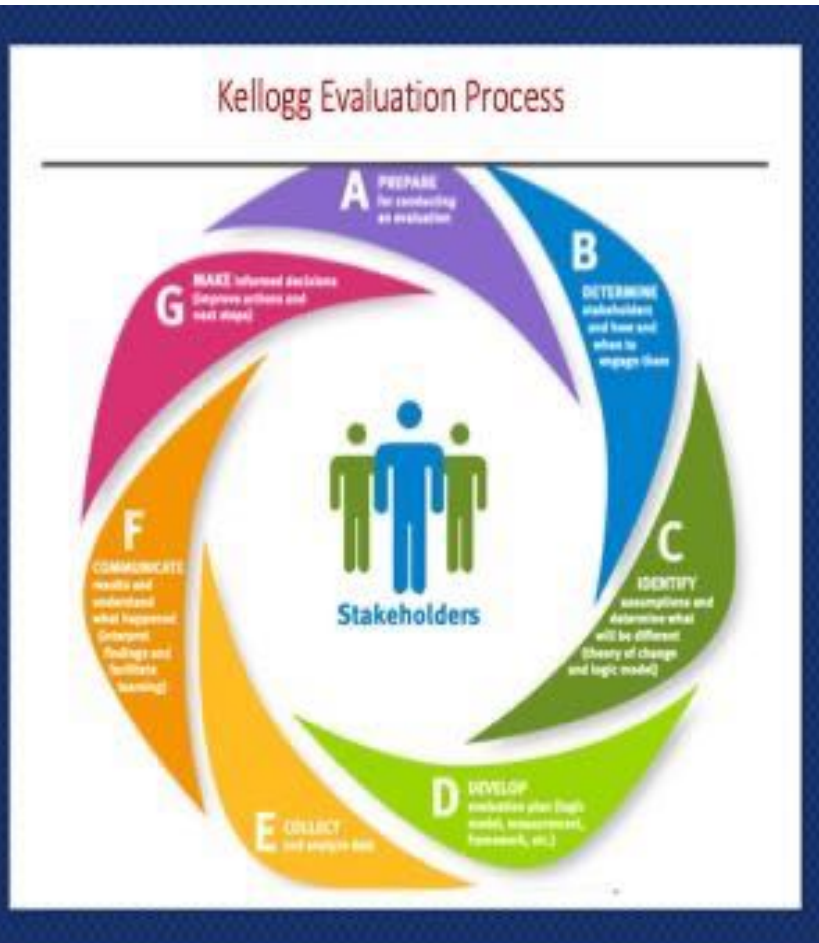 Kellogg Evaluation Process
A
PREPARE
for conducting
an evaluation
B
DETERMINE
stakeholders
and how and
when to
engage them
C
IDENTIFY
assumptions and
determine what
will be different
(theory of change
and logic model)
D
DEVELOP
evaluation plan (logic
model, measurement,
framework, etc.)
E
COLLECT
and analyze data
F
COMMUNICATE
results and
understand
what happened
(interpret
findings and
facilitate
learning)
G
MAKE informed decisions
(improve actions and
next steps)
Stakeholders